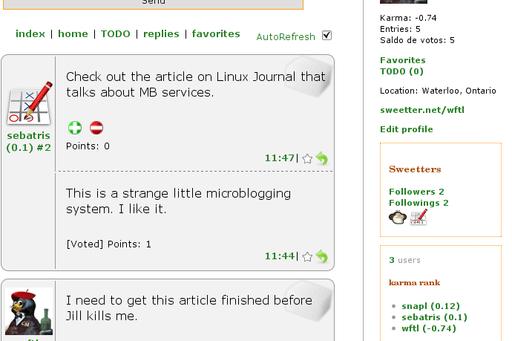 Send
index | home | TODO | replies | favorites
AutoRefresh
Check out the article on Linux Journal that
talks about MB services.
Points: 0
sebatris
(0.1) #2
11:47|
This is a strange little microblogging
system. I like it.
[Voted] Points: 1
11:44|
I need to get this article finished before
Jill kills me.
Karma: -0.74
Entries: 5
Saldo de votos: 5
Favorites
TODO (0)
Location: Waterloo, Ontario
sweetter.net/wftl
Edit profile
Sweetters
Followers 2
Followings 2
3 users
karma rank
snapl (0.12)
sebatris (0.1)
wftl (-0.74)